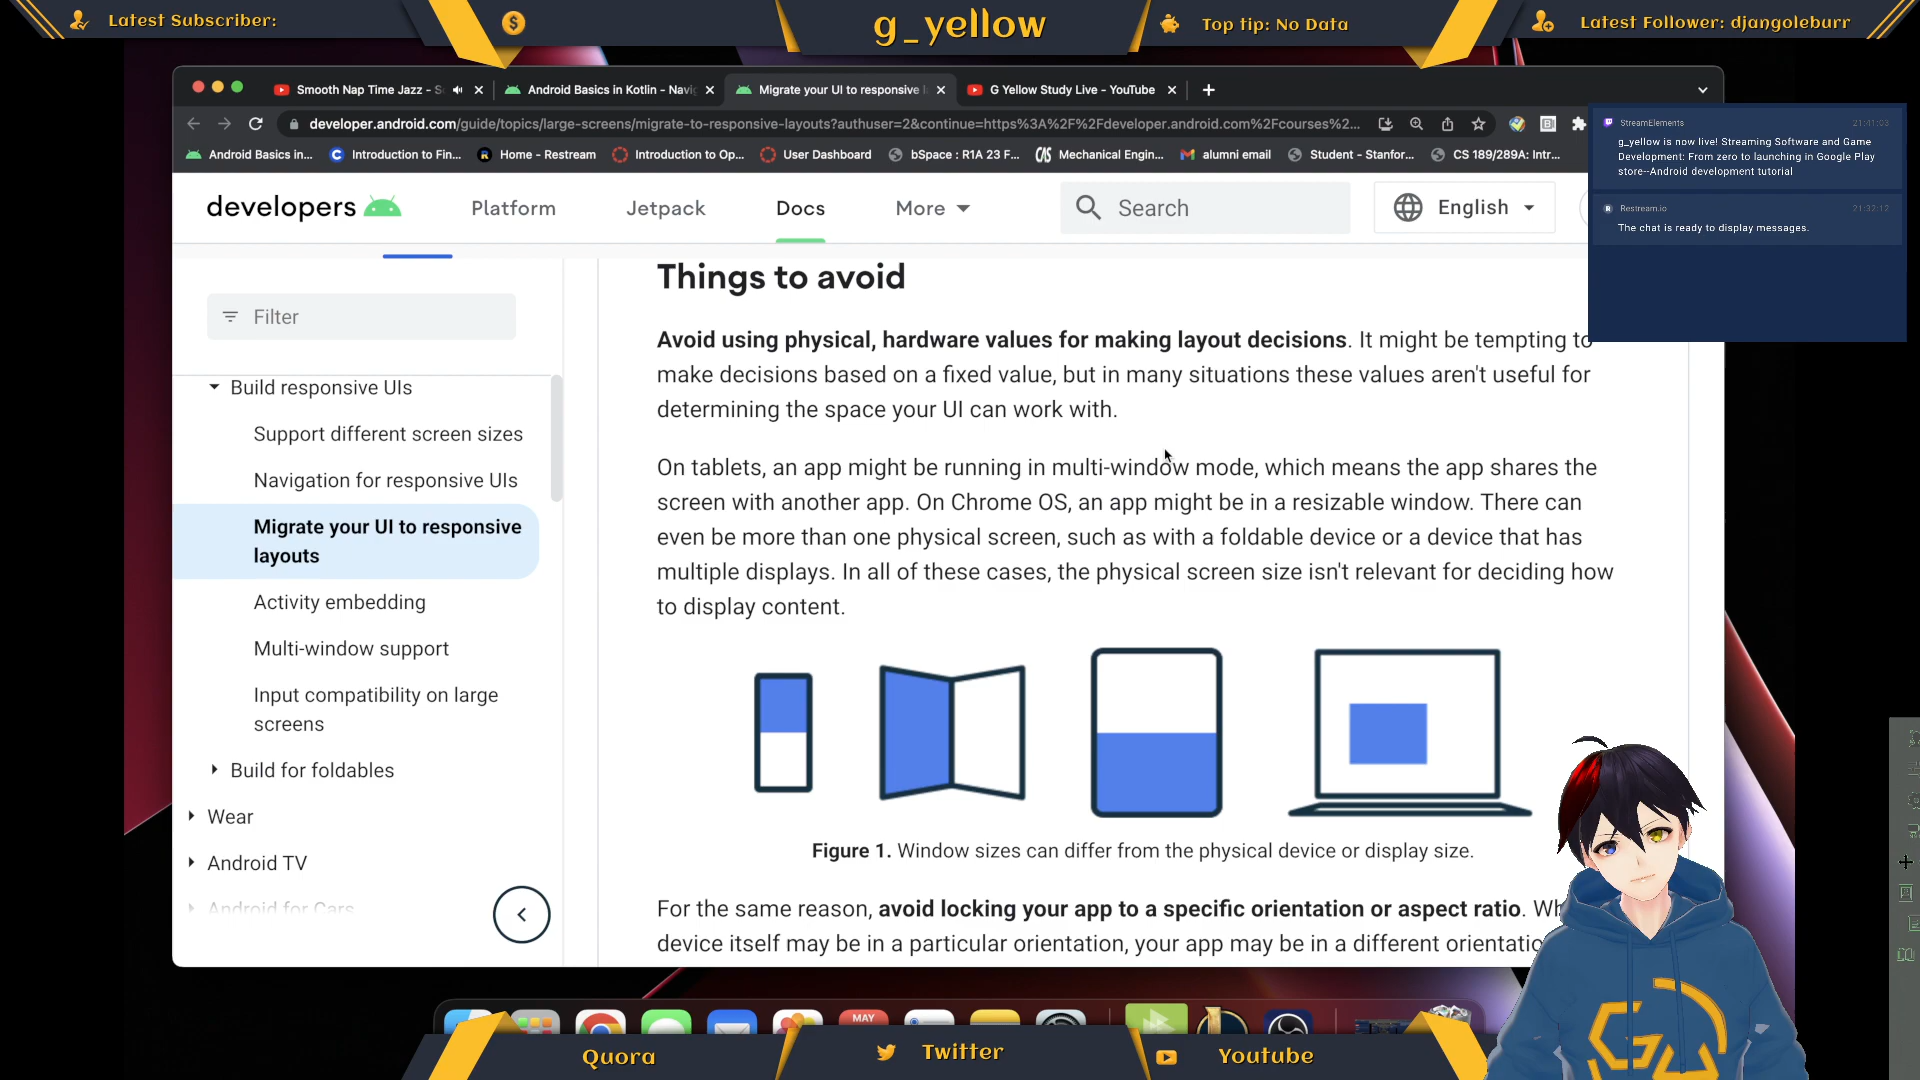 Latest Subscriber:
g_yellow
Top tip: No Data
Latest Follower: djangoleburr
Smooth Nap Time Jazz - S
Android Basics in Kotlin - Navi
Migrate your UI to responsive l
G Yellow Study Live - YouTube
developer.android.com/guide/topics/large-screens/migrate-to-responsive-layouts?authuser=2&continue=https%3A%2F%2Fdeveloper.android.com%2Fcourses%2...
Android Basics in...
Introduction to Fin...
Home - Restream
Introduction to Op...
User Dashboard
bSpace : R1A 23 F...
Mechanical Engin...
alumni email
Student - Stanfor...
CS 189/289A: Intr...
StreamElements 21:41:03
g_yellow is now live! Streaming Software and Game
Development: From zero to launching in Google Play
store--Android development tutorial
Restream.io 21:32:12
The chat is ready to display messages.
developers
Platform
Jetpack
Docs
More
Search
English
Filter
Build responsive UIs
Support different screen sizes
Navigation for responsive UIs
Migrate your UI to responsive
layouts
Activity embedding
Multi-window support
Input compatibility on large
screens
Build for foldables
Wear
Android TV
Android for Cars
Things to avoid
Avoid using physical, hardware values for making layout decisions. It might be tempting to
make decisions based on a fixed value, but in many situations these values aren't useful for
determining the space your UI can work with.
On tablets, an app might be running in multi-window mode, which means the app shares the
screen with another app. On Chrome OS, an app might be in a resizable window. There can
even be more than one physical screen, such as with a foldable device or a device that has
multiple displays. In all of these cases, the physical screen size isn't relevant for deciding how
to display content.
Figure 1. Window sizes can differ from the physical device or display size.
For the same reason, avoid locking your app to a specific orientation or aspect ratio. Wh
device itself may be in a particular orientation, your app may be in a different orientatio
MAY
Quora
Twitter
Youtube